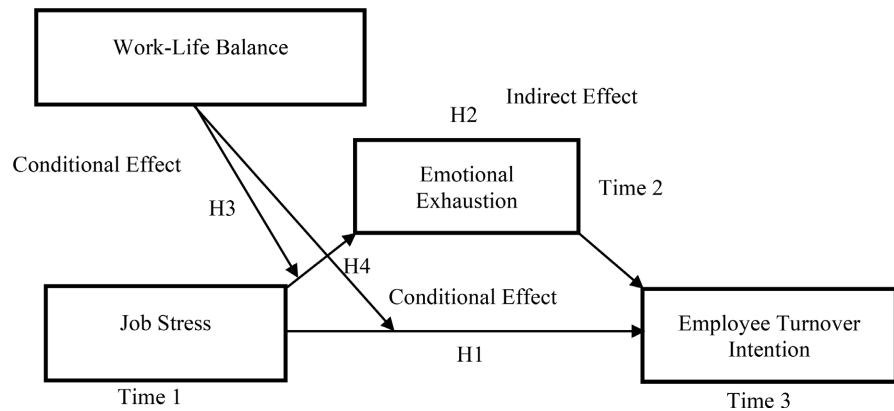 Work-Life Balance
Indirect Effect
H2
Conditional Effect
Emotional
Exhaustion
Time 2
H3
H4
Conditional Effect
Job Stress
Employee Turnover
Intention
H1
Time 1
Time 3